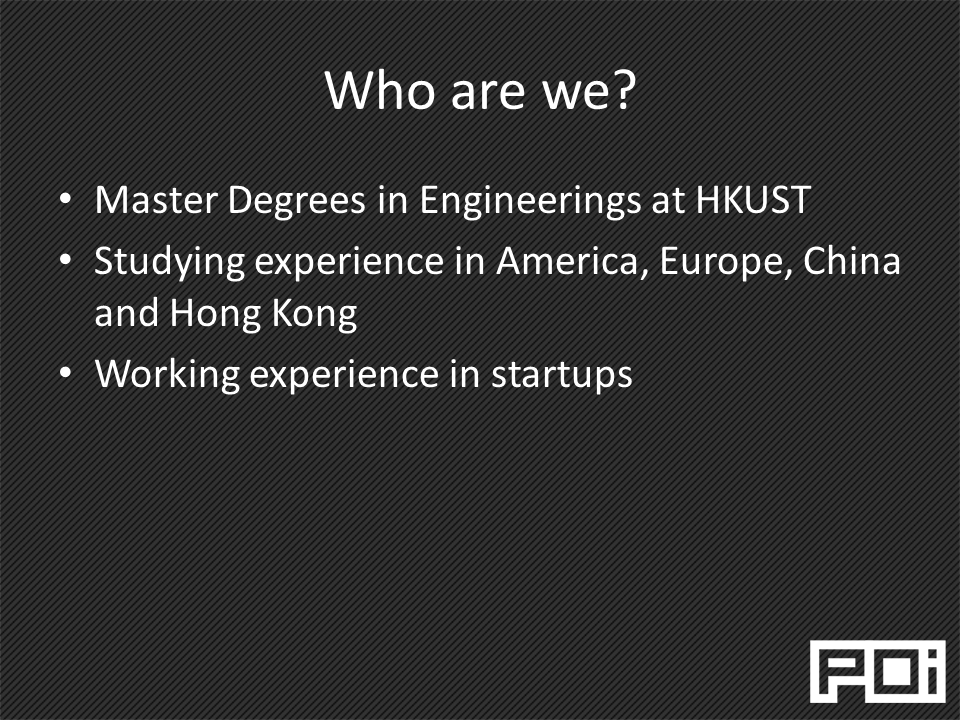 Who are we?
• Master Degrees in Engineerings at HKUST
• Studying experience in America, Europe, China
and Hong Kong
• Working experience in startups
POi